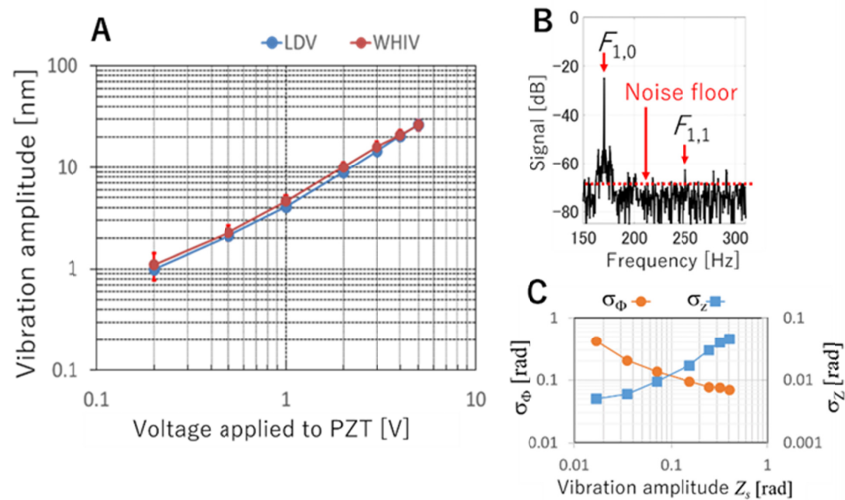 A
LDV WHIV
Vibration amplitude [nm]
100
10
1
0.1
0.1 1 10
Voltage applied to PZT [V]
B
Signal [dB]
0
-20
-40
-60
-80
F1,0
Noise floor
F1,1
150 200 250 300
Frequency [Hz]
C
σΦ σz
σΦ [rad]
1
0.1
0.01
0.1
0.01
0.001
σZ [rad]
0.01 0.1 1
Vibration amplitude Zs [rad]